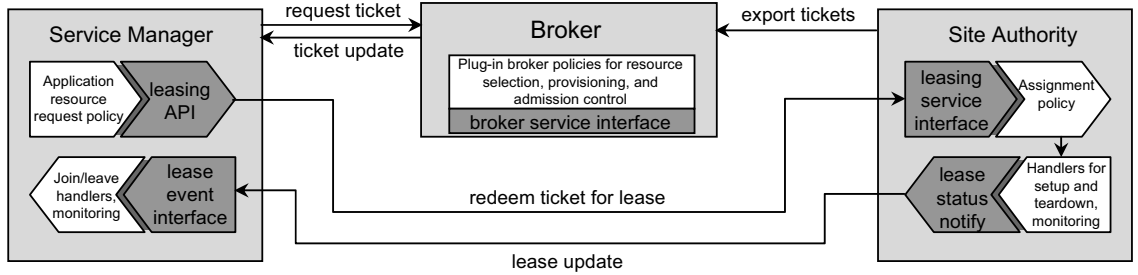 request ticket
export tickets
Service Manager
Broker
Site Authority
ticket update
Application
resource
request policy
leasing
API
Plug-in broker policies for resource
selection, provisioning, and
admission control
broker service interface
leasing
service
interface
Assignment
policy
Join/leave
handlers,
monitoring
lease
event
interface
redeem ticket for lease
lease
status
notify
Handlers for
setup and
teardown,
monitoring
lease update